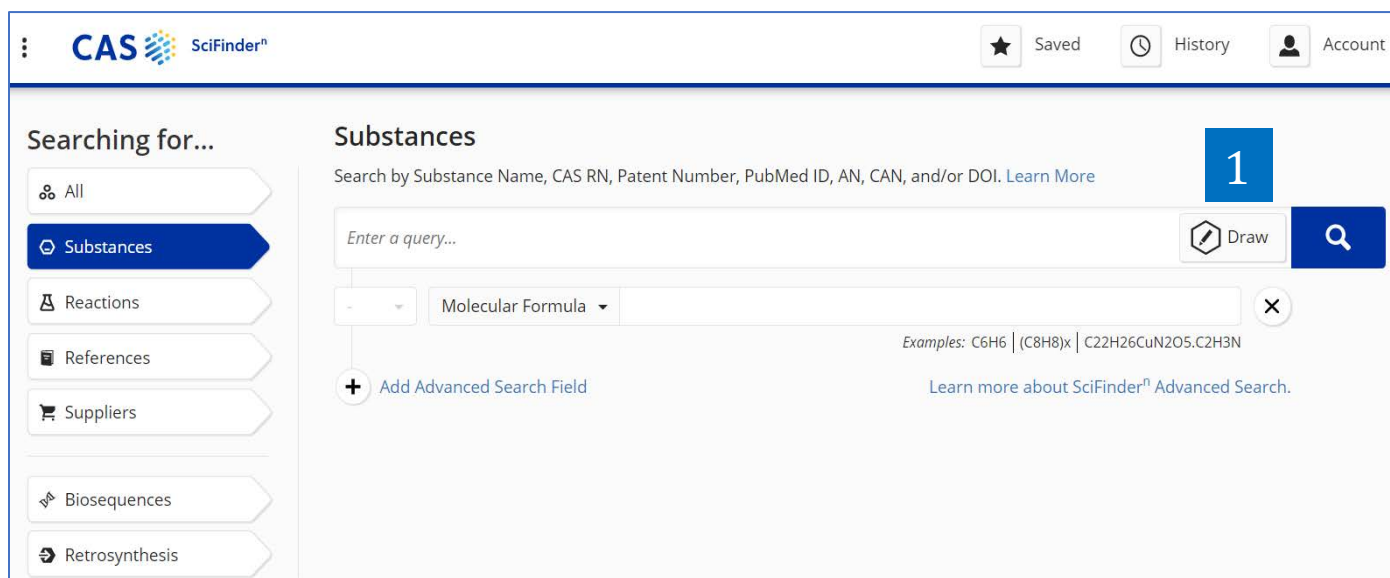 CAS SciFinderⁿ
Saved
History
Account
Searching for...
All
Substances
Reactions
References
Suppliers
Biosequences
Retrosynthesis
Substances
Search by Substance Name, CAS RN, Patent Number, PubMed ID, AN, CAN, and/or DOI. Learn More
1
Enter a query...
Draw
- Molecular Formula
Examples: C6H6 | (C8H8)x | C22H26CuN2O5.C2H3N
Add Advanced Search Field
Learn more about SciFinderⁿ Advanced Search.